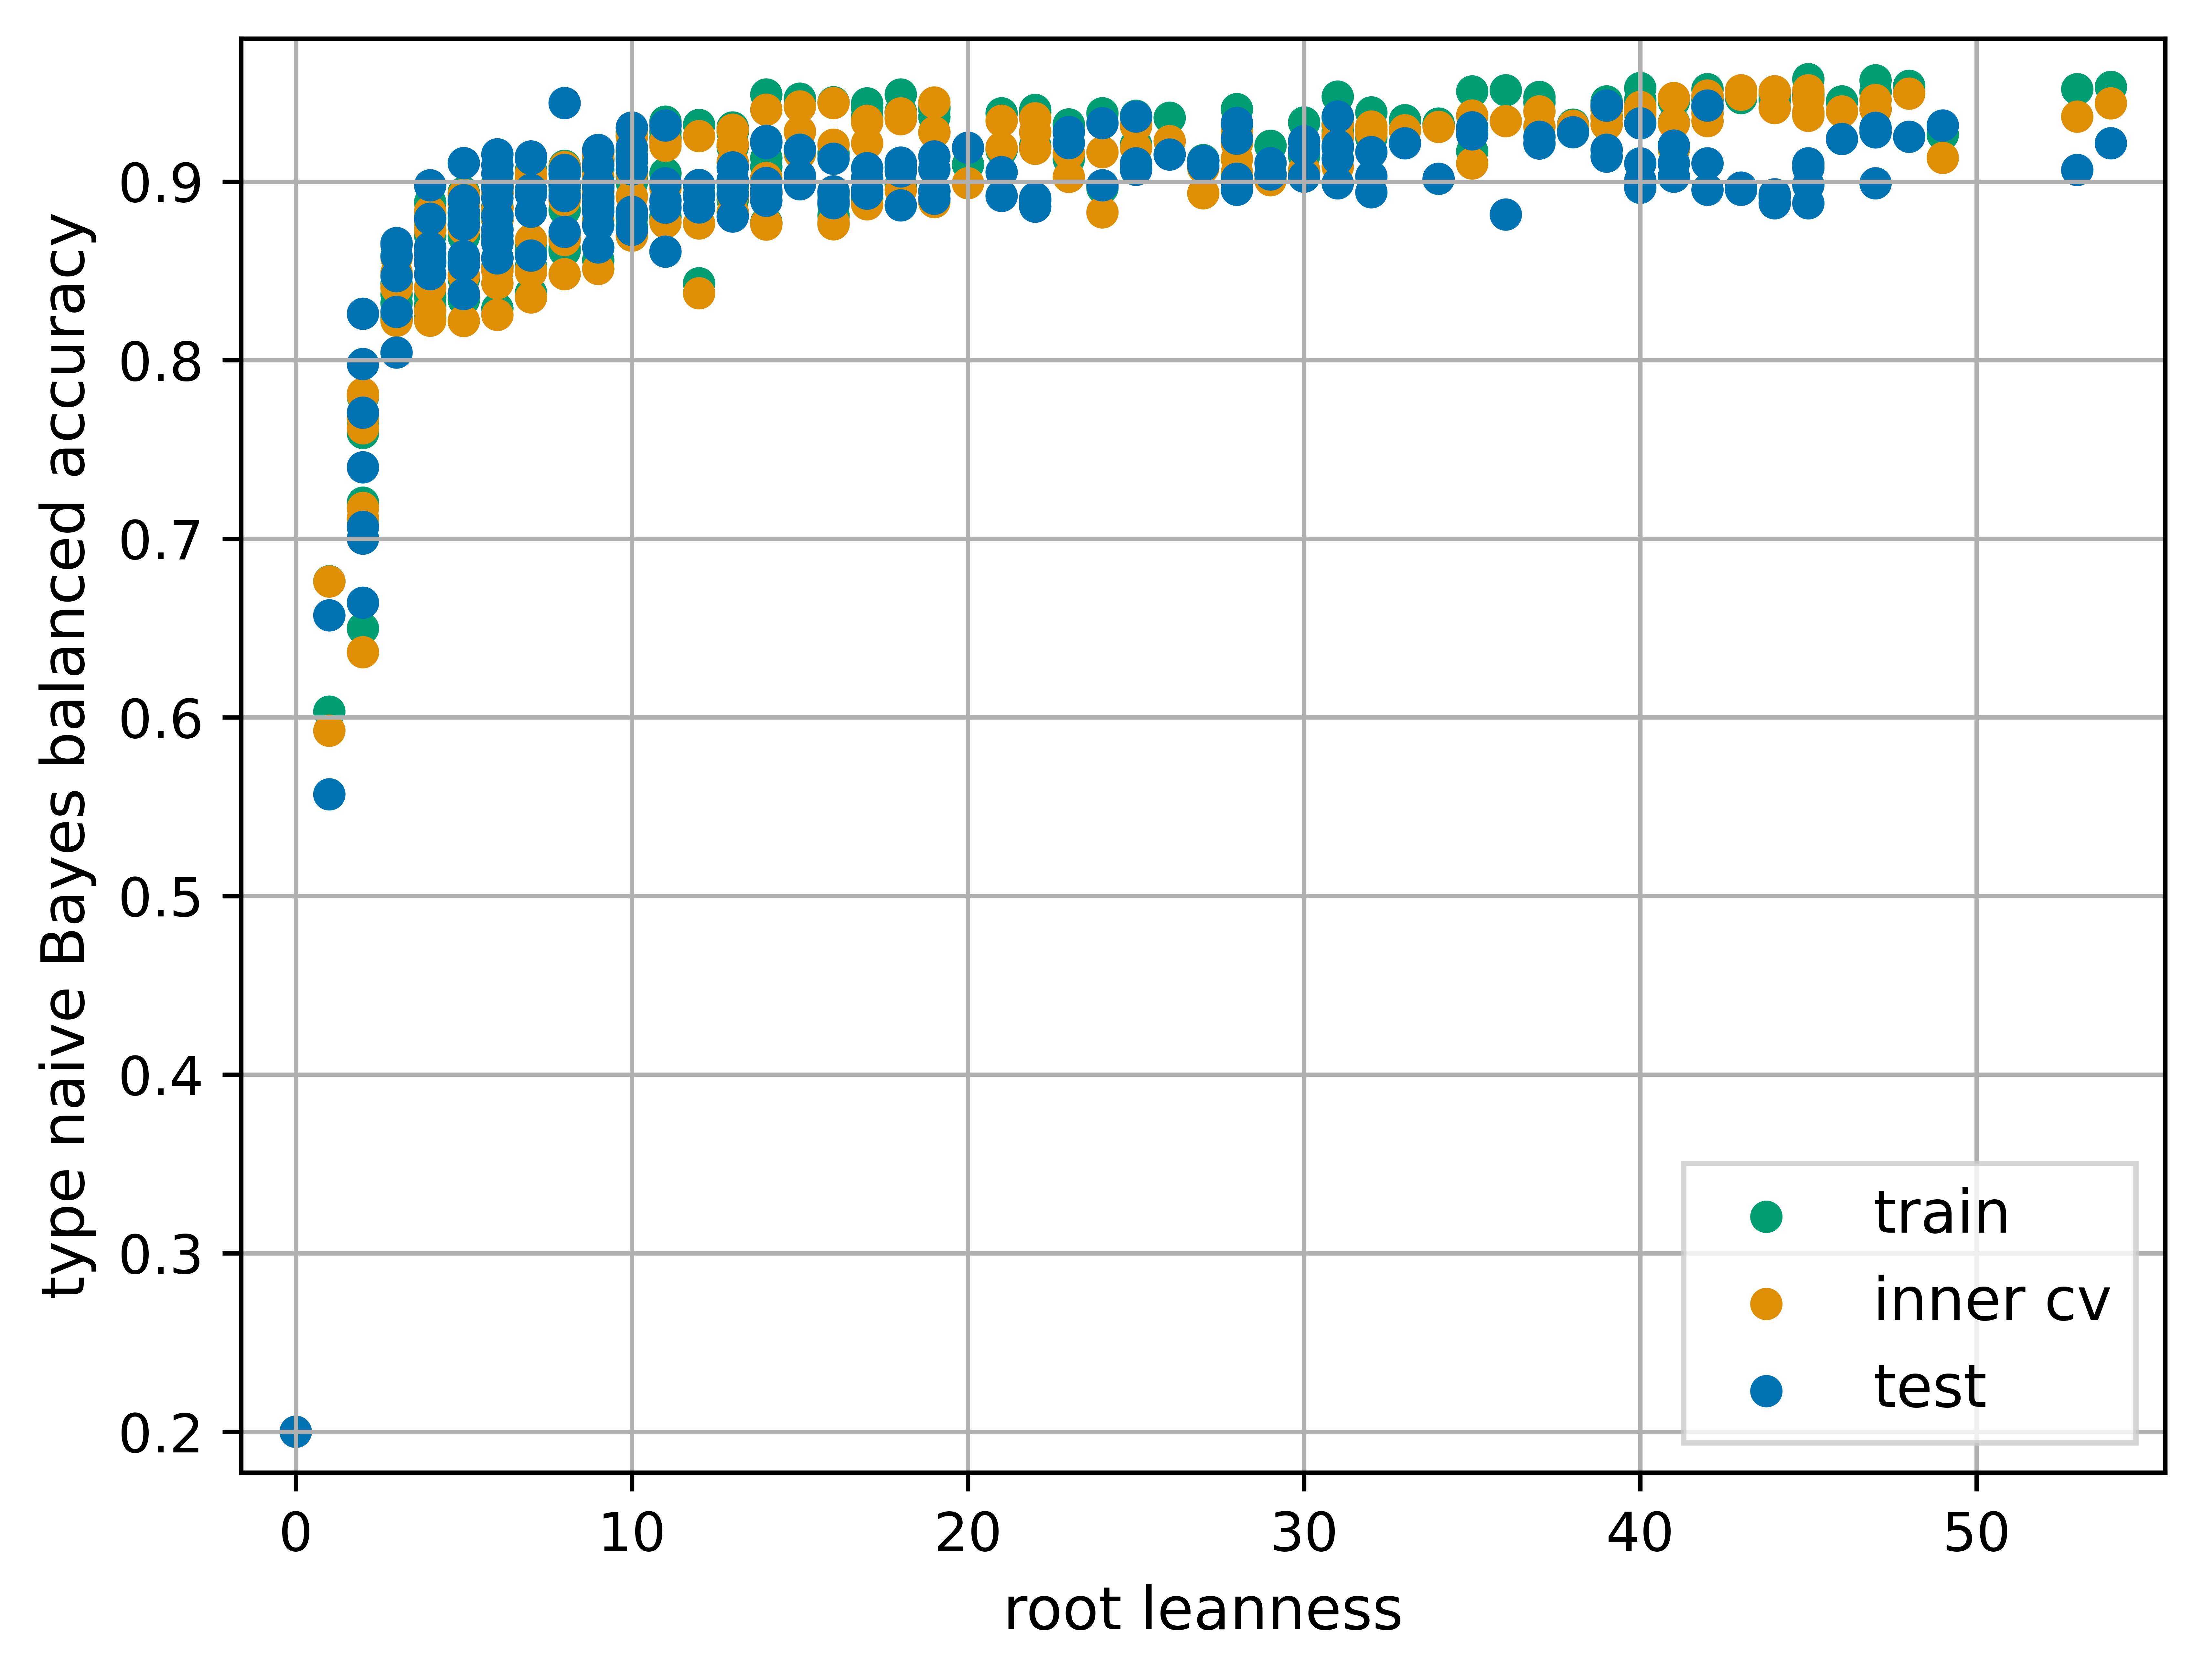 type naive Bayes balanced accuracy
0.9
0.8
0.7
0.6
0.5
0.4
0.3
0.2
train
inner cv
test
0 10 20 30 40 50
root leanness